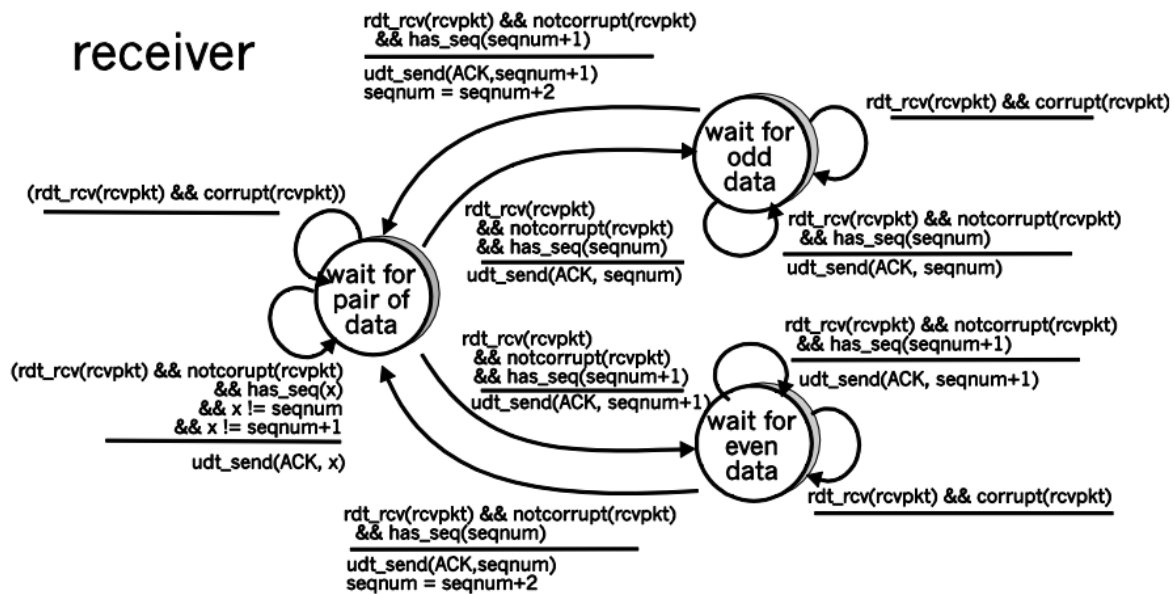 receiver
rdt_rcv(rcvpkt) && notcorrupt(rcvpkt)
&& has_seq(seqnum+1)
udt_send(ACK,seqnum+1)
seqnum = seqnum+2
wait for
odd
data
rdt_rcv(rcvpkt) && corrupt(rcvpkt)
(rdt_rcv(rcvpkt) && corrupt(rcvpkt))
rdt_rcv(rcvpkt)
&& notcorrupt(rcvpkt)
&& has_seq(seqnum)
udt_send(ACK, seqnum)
rdt_rcv(rcvpkt) && notcorrupt(rcvpkt)
&& has_seq(seqnum)
udt_send(ACK, seqnum)
wait for
pair of
data
rdt_rcv(rcvpkt)
&& notcorrupt(rcvpkt)
&& has_seq(seqnum+1)
udt_send(ACK, seqnum+1)
rdt_rcv(rcvpkt) && notcorrupt(rcvpkt)
&& has_seq(seqnum+1)
udt_send(ACK, seqnum+1)
(rdt_rcv(rcvpkt) && notcorupt(rcvpkt)
&& has_seq(x)
&& x != seqnum
&& x != seqnum+1
udt_send(ACK, x)
wait for
even
data
rdt_rcv(rcvpkt) && corrupt(rcvpkt)
rdt_rcv(rcvpkt) && notcorrupt(rcvpkt)
&& has_seq(seqnum)
udt_send(ACK,seqnum)
seqnum = seqnum+2